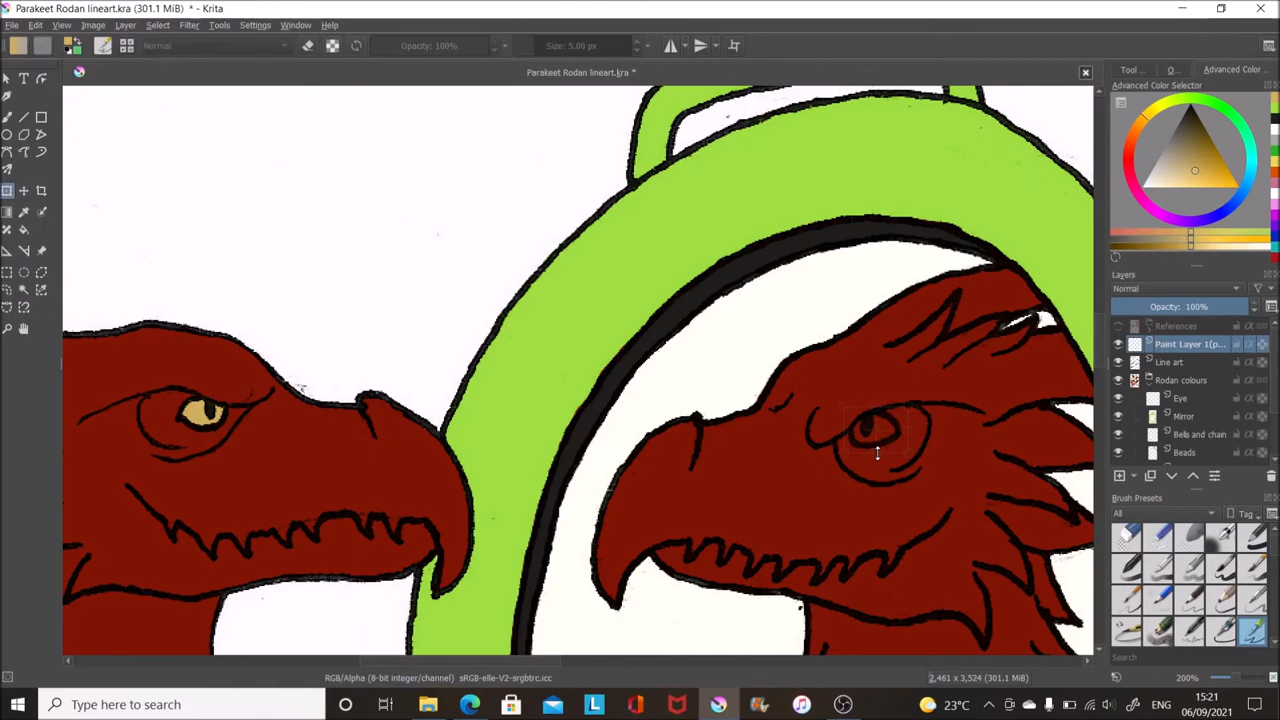 Parakeet Rodan lineart.kra (301.1 MiB) * - Krita
File Edit View Image Layer Select Filter Tools Settings Window Help
Normal Opacity: 100% Size: 5.00 px
Parakeet Rodan lineart.kra (301.1 MiB) *
Tool ... O... Advanced Color ...
Advanced Color Selector
Layers
Normal
Opacity: 100%
References
Paint Layer 1(p...
Line art
Rodan colours
Eye
Mirror
Bells and chain
Beads
Brush Presets
All Tag
Search
RGB/Alpha (8-bit integer/channel) sRGB-elle-V2-srgbtrc.icc 2,461 x 3,524 (301.1 MiB) 200%
Type here to search L 23°C 15:21
06/09/2021